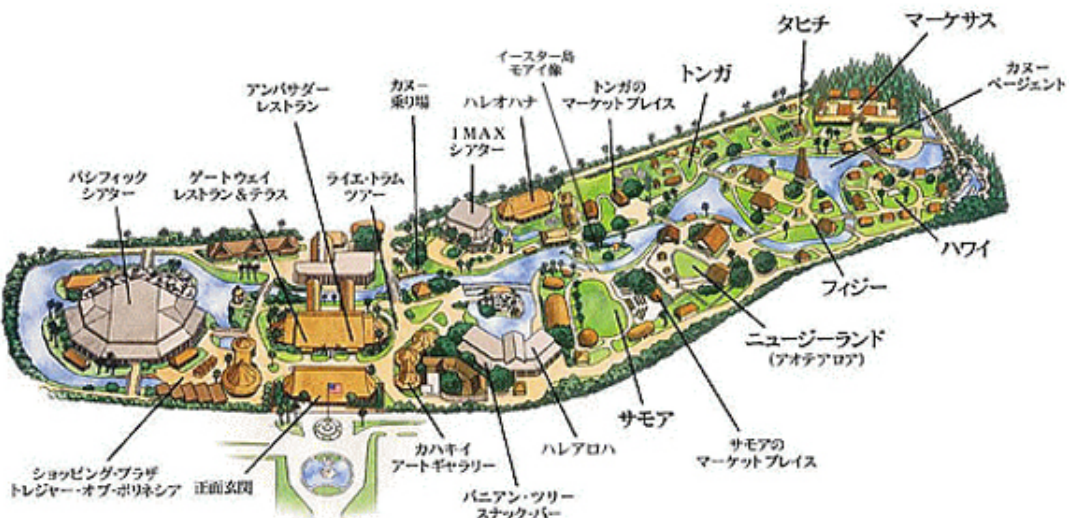 タヒチ
マーケサス
イースター島
モアイ像
カヌー
ページェント
アンバサダー
レストラン
カヌー
乗り場
ハレオハナ
トンガの
マーケットプレイス
トンガ
IMAX
シアター
パシフィック
シアター
ゲートウェイ
レストラン&テラス
ライエ・トラム
ツアー
ハワイ
フィジー
ニュージーランド
(アオテアロア)
サモア
サモアの
マーケットプレイス
ハレアロハ
カハキイ
アートギャラリー
ショッピング・プラザ
トレジャー・オブ・ポリネシア
正面玄関
バニアン・ツリー
スナック・バー